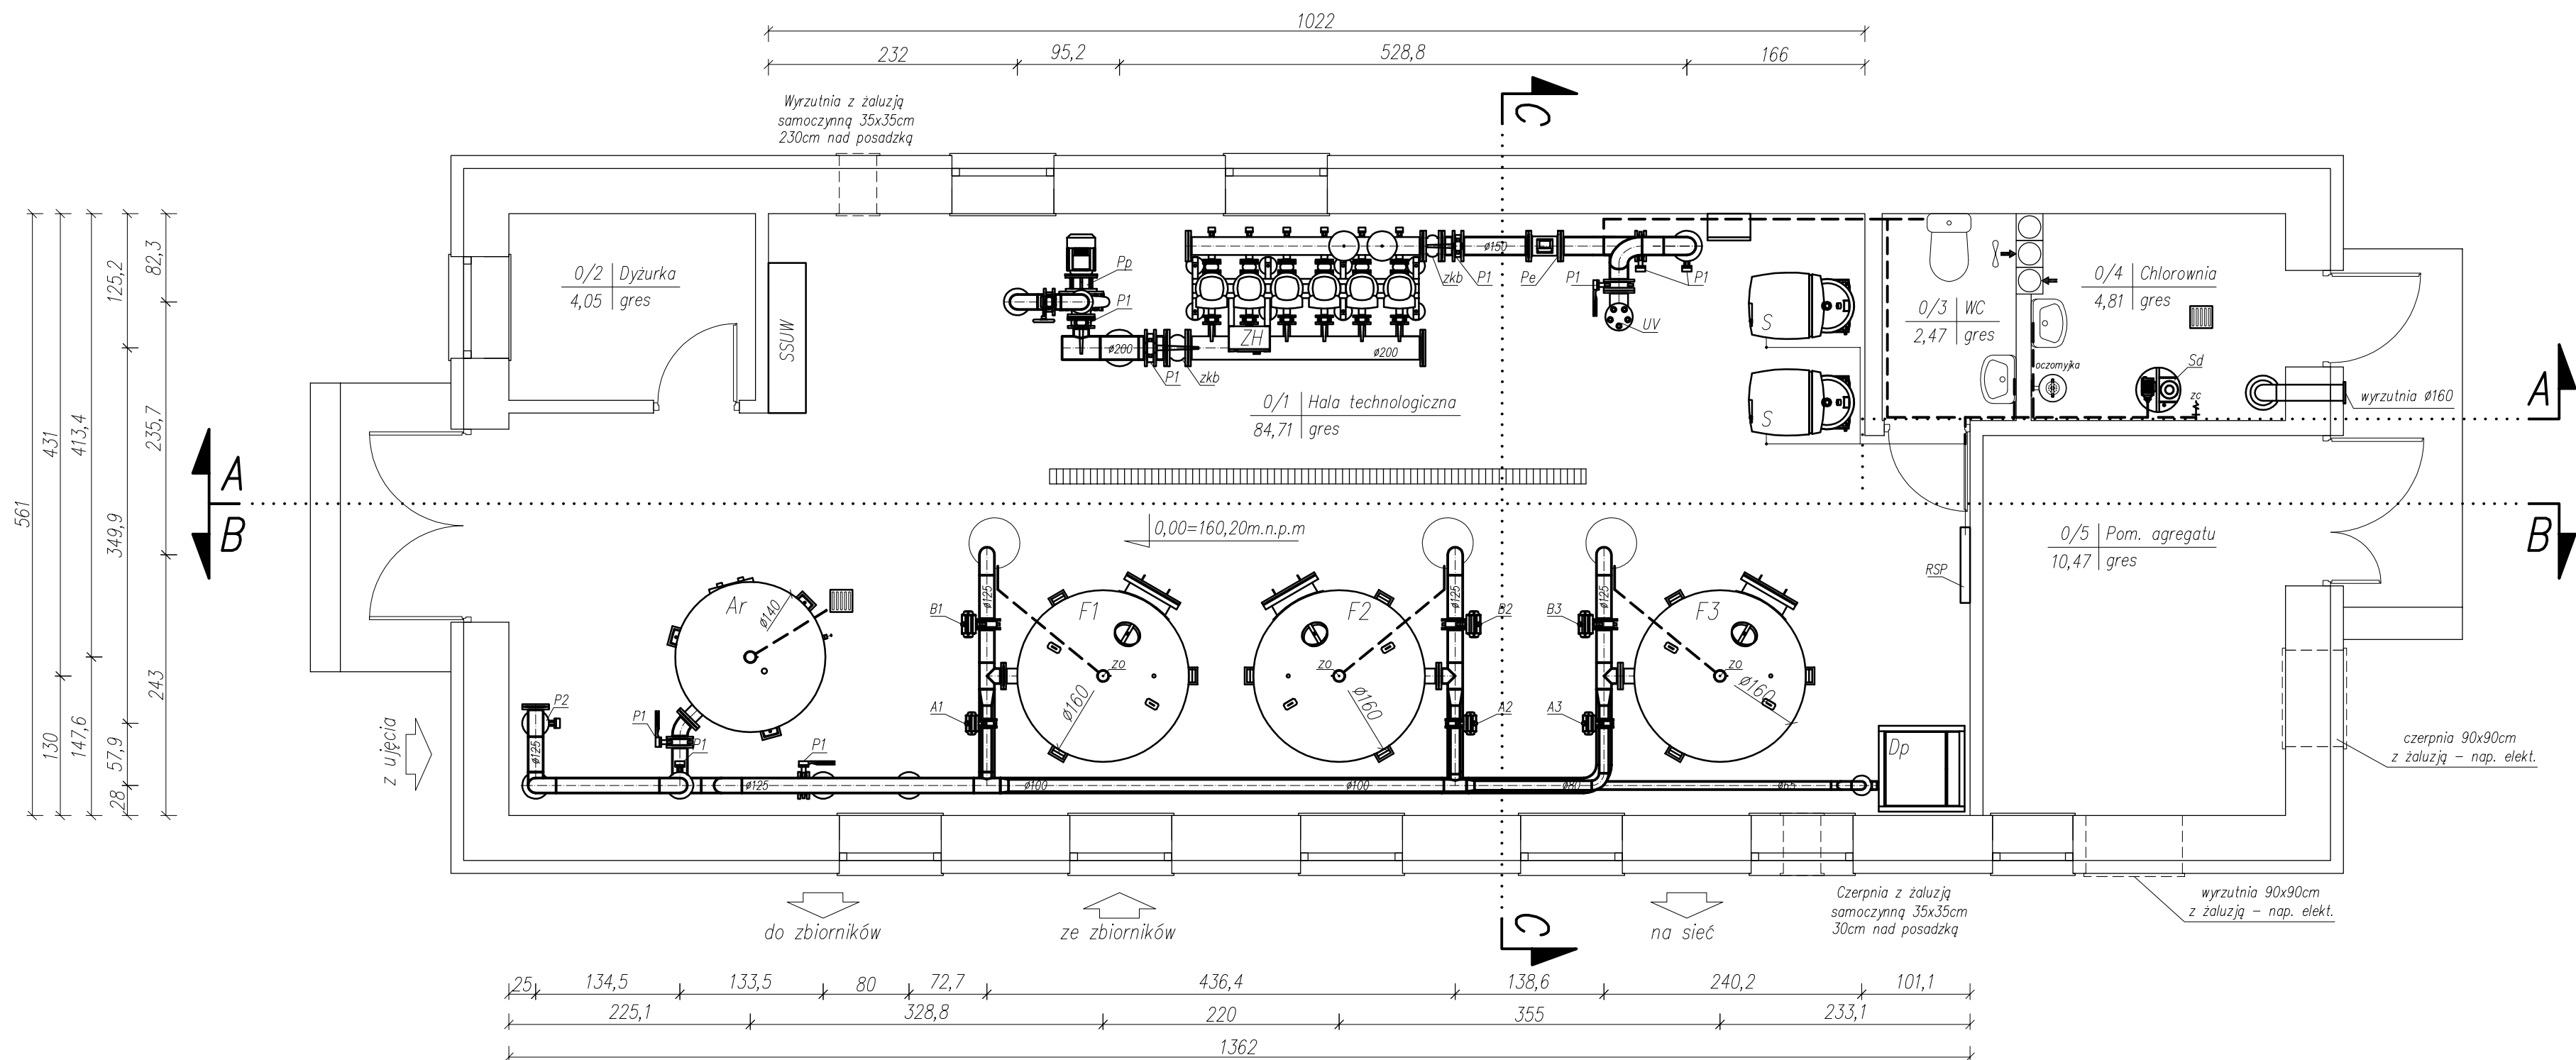 1022
232
95,2
528,8
166
Wyrzutnia z żaluzją
samoczynną 35x35cm
230cm nad posadzką
C
0/2 Dyżurka
4,05 gres
SSUW
Pp
P1
ø200
P1
zkb
ZH
ø200
zkb
P1
ø150
Pe
P1
P1
UV
S
S
0/3 WC
2,47 gres
0/4 Chlorownia
4,81 gres
oczomyjka
Sd
zc
wyrzutnia ø160
0/1 Hala technologiczna
84,71 gres
A
B
A
B
0,00=160,20m.n.p.m
0/5 Pom. agregatu
10,47 gres
RSP
561
431
130
413,4
147,6
125,2
349,9
57,9
28
82,3
235,7
243
z ujęcia
Ar
ø140
P2
ø125
P1
P1
P1
ø125
B1
A1
ø125
F1
zo
ø160
ø100
F2
zo
ø160
ø100
ø125
B2
A2
B3
A3
ø125
F3
zo
ø160
ø80
ø65
Dp
czerpnia 90x90cm
z żaluzją – nap. elekt.
wyrzutnia 90x90cm
z żaluzją – nap. elekt.
Czerpnia z żaluzją
samoczynną 35x35cm
30cm nad posadzką
do zbiorników
ze zbiorników
na sieć
C
25
134,5
133,5
80
72,7
436,4
138,6
240,2
101,1
225,1
328,8
220
355
233,1
1362